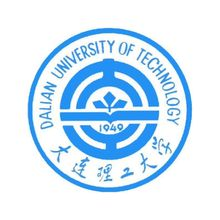 DALIAN UNIVERSITY OF TECHNOLOGY
1949
大连理工大学